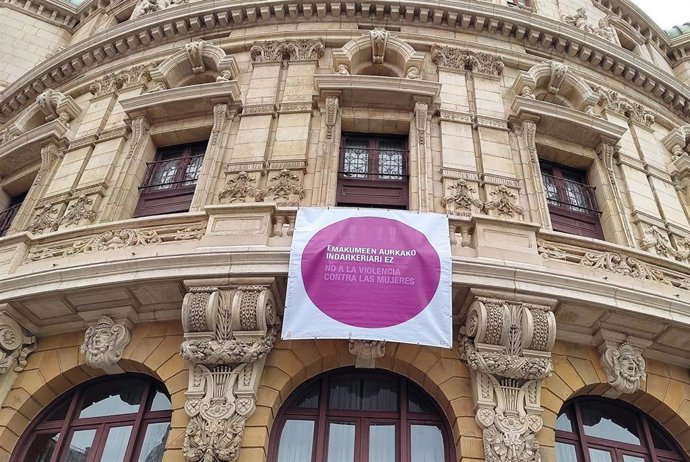 EMAKUMEEN AURKAKO
INDARKERIARI EZ
NO A LA VIOLENCIA
CONTRA LAS MUJERES